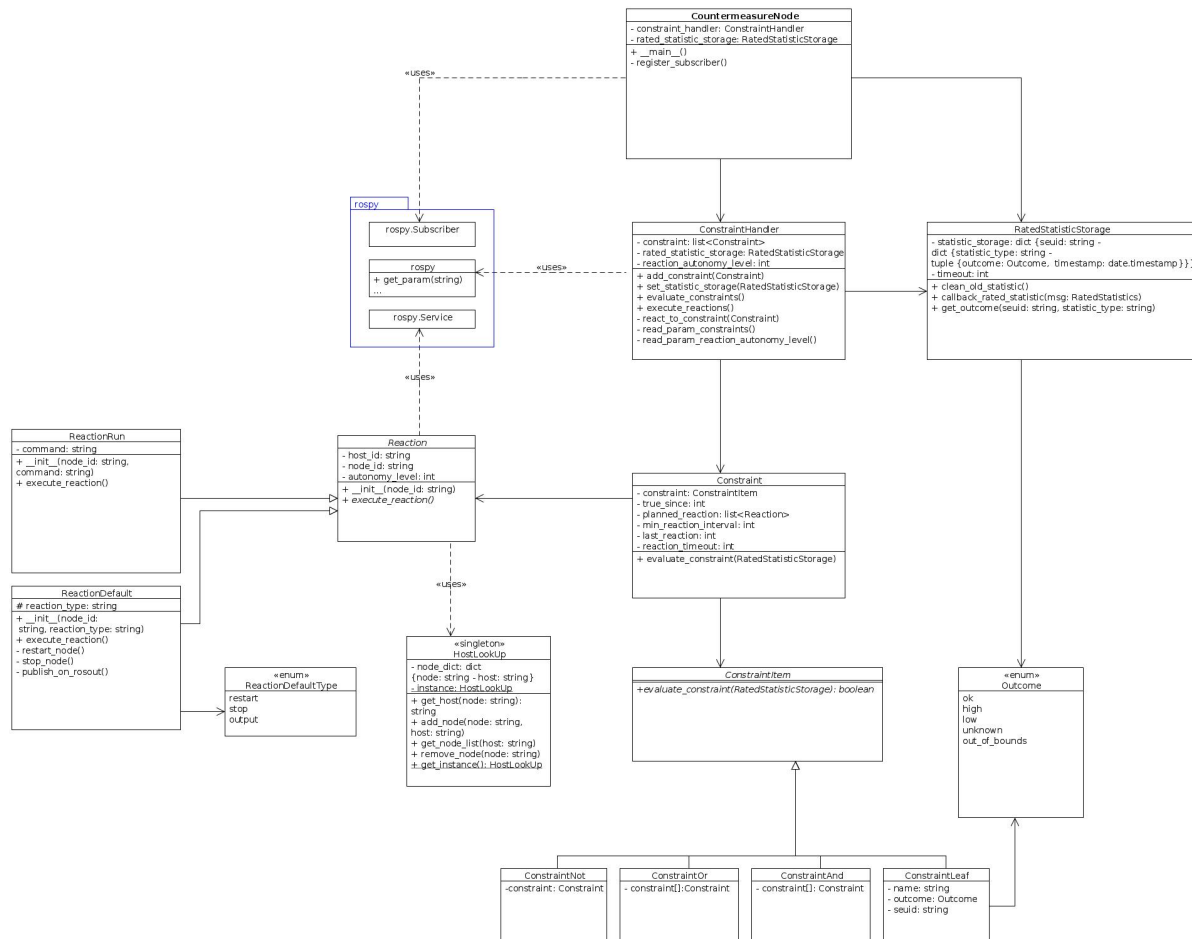 CountermeasureNode
- constraint_handler: ConstraintHandler
- rated_statistic_storage: RatedStatisticStorage
+ __main__()
- register_subscriber()
«uses»
rospy
rospy.Subscriber
rospy
+ get_param(string)
...
rospy.Service
«uses»
ConstraintHandler
- constraint: list<Constraint>
- rated_statistic_storage: RatedStatisticStorage
- reaction_autonomy_level: int
+ add_constraint(Constraint)
+ set_statistic_storage(RatedStatisticStorage)
+ evaluate_constraints()
+ execute_reactions()
- react_to_constraint(Constraint)
- read_param_constraints()
- read_param_reaction_autonomy_level()
RatedStatisticStorage
- statistic_storage: dict {seuid: string -
dict {statistic_type: string -
tuple {outcome: Outcome, timestamp: date.timestamp}}}
- timeout: int
+ clean_old_statistic()
+ callback_rated_statistic(msg: RatedStatistics)
+ get_outcome(seuid: string, statistic_type: string)
«uses»
ReactionRun
- command: string
+ __init__(node_id: string,
command: string)
+ execute_reaction()
Reaction
- host_id: string
- node_id: string
- autonomy_level: int
+ __init__(node_id: string)
+ execute_reaction()
Constraint
- constraint: ConstraintItem
- true_since: int
- planned_reaction: list<Reaction>
- min_reaction_interval: int
- last_reaction: int
- reaction_timeout: int
+ evaluate_constraint(RatedStatisticStorage)
ReactionDefault
# reaction_type: string
+ __init__(node_id:
string, reaction_type: string)
+ execute_reaction()
- restart_node()
- stop_node()
- publish_on_rosout()
«uses»
«enum»
ReactionDefaultType
restart
stop
output
«singleton»
HostLookUp
- node_dict: dict
{node: string - host: string}
- instance: HostLookUp
+ get_host(node: string):
string
+ add_node(node: string,
host: string)
+ get_node_list(host: string)
+ remove_node(node: string)
+ get_instance(): HostLookUp
ConstraintItem
+evaluate_constraint(RatedStatisticStorage): boolean
«enum»
Outcome
ok
high
low
unknown
out_of_bounds
ConstraintNot
-constraint: Constraint
ConstraintOr
- constraint[]:Constraint
ConstraintAnd
- constraint[]: Constraint
ConstraintLeaf
- name: string
- outcome: Outcome
- seuid: string